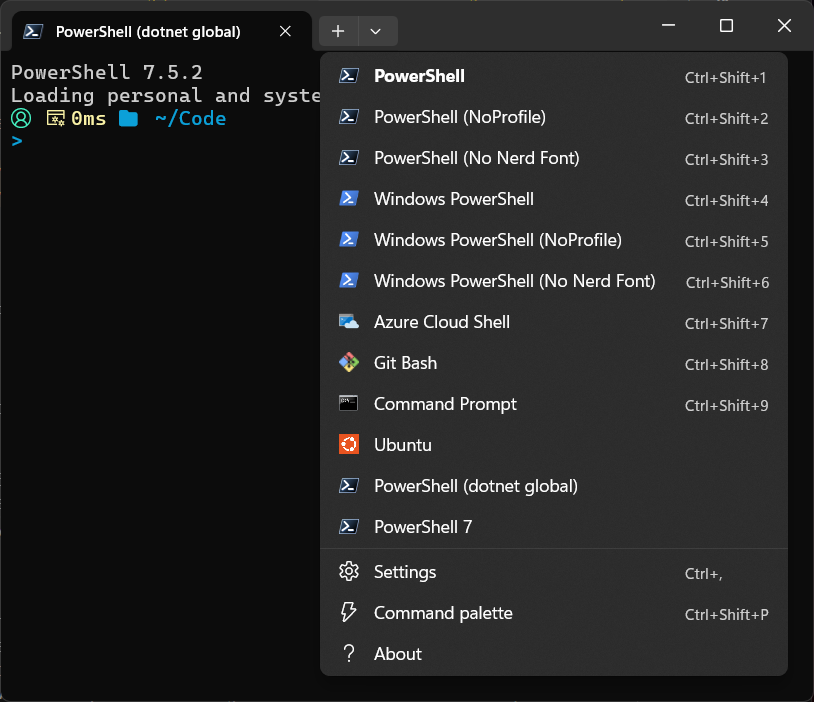 PowerShell (dotnet global)
PowerShell 7.5.2
Loading personal and syste
0ms ~/Code
>
PowerShell Ctrl+Shift+1
PowerShell (NoProfile) Ctrl+Shift+2
PowerShell (No Nerd Font) Ctrl+Shift+3
Windows PowerShell Ctrl+Shift+4
Windows PowerShell (NoProfile) Ctrl+Shift+5
Windows PowerShell (No Nerd Font) Ctrl+Shift+6
Azure Cloud Shell Ctrl+Shift+7
Git Bash Ctrl+Shift+8
Command Prompt Ctrl+Shift+9
Ubuntu
PowerShell (dotnet global)
PowerShell 7
Settings Ctrl+,
Command palette Ctrl+Shift+P
? About